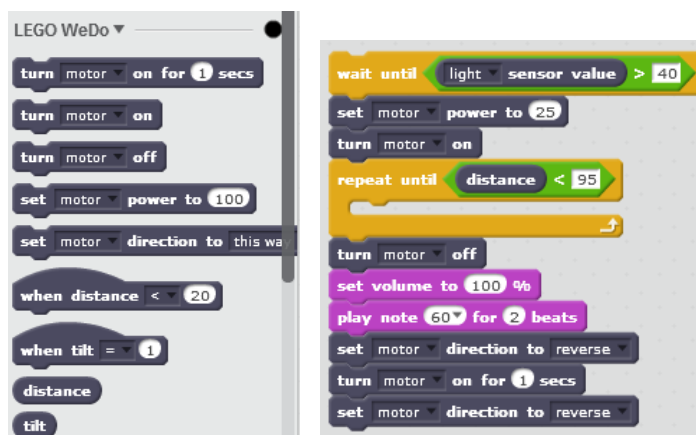 LEGO WeDo
turn motor on for 1 secs
turn motor on
turn motor off
set motor power to 100
set motor direction to this way
when distance < 20
when tilt = 1
distance
tilt
wait until light sensor value > 40
set motor power to 25
turn motor on
repeat until distance < 95
turn motor off
set volume to 100 %
play note 60 for 2 beats
set motor direction to reverse
turn motor on for 1 secs
set motor direction to reverse